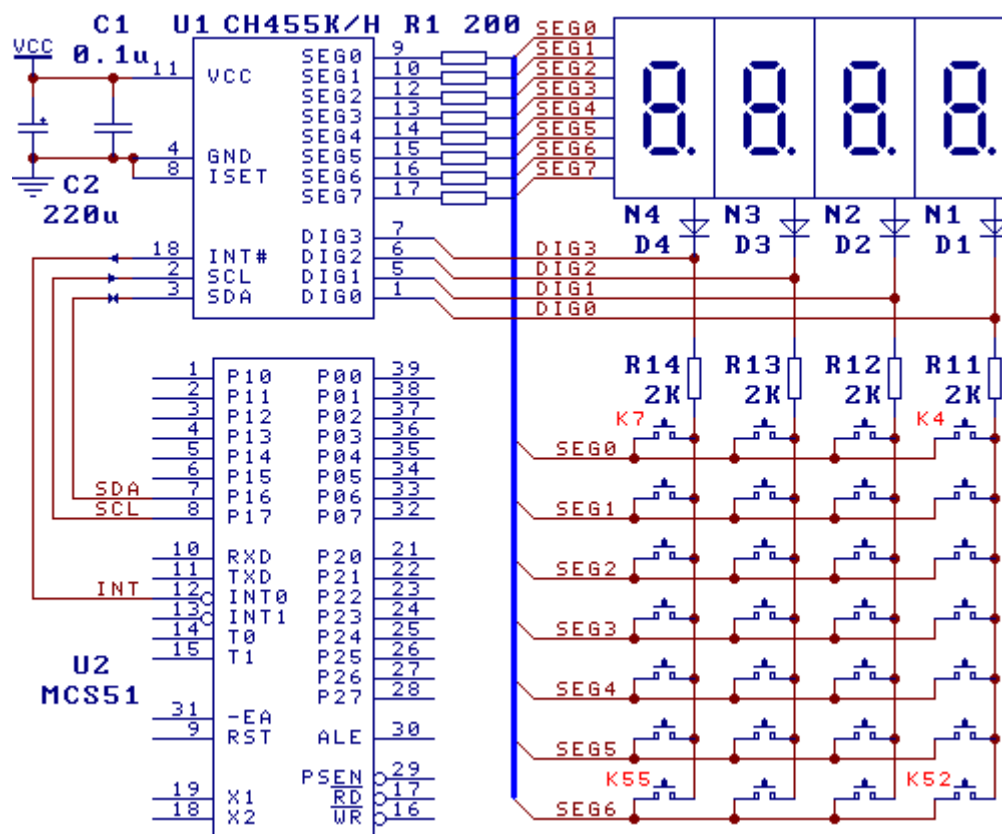 C1
0.1u
VCC
C2
220u
U1 CH455K/H R1 200
11 VCC
4 GND
8 ISET
18 INT#
2 SCL
3 SDA
SEG0 9
SEG1 10
SEG2 12
SEG3 13
SEG4 14
SEG5 15
SEG6 16
SEG7 17
DIG3 7
DIG2 6
DIG1 5
DIG0 1
SEG0
SEG1
SEG2
SEG3
SEG4
SEG5
SEG6
SEG7
N4 N3 N2 N1
D4 D3 D2 D1
DIG3
DIG2
DIG1
DIG0
R14 R13 R12 R11
2K 2K 2K 2K
K7 K4
SEG0
SEG1
SEG2
SEG3
SEG4
SEG5
K55 K52
SEG6
SDA
SCL
INT
U2
MCS51
1 P10
2 P11
3 P12
4 P13
5 P14
6 P15
7 P16
8 P17
10 RXD
11 TXD
12 INT0
13 INT1
14 T0
15 T1
31 -EA
9 RST
19 X1
18 X2
P00 39
P01 38
P02 37
P03 36
P04 35
P05 34
P06 33
P07 32
P20 21
P21 22
P22 23
P23 24
P24 25
P25 26
P26 27
P27 28
ALE 30
PSEN 29
RD 17
WR 16